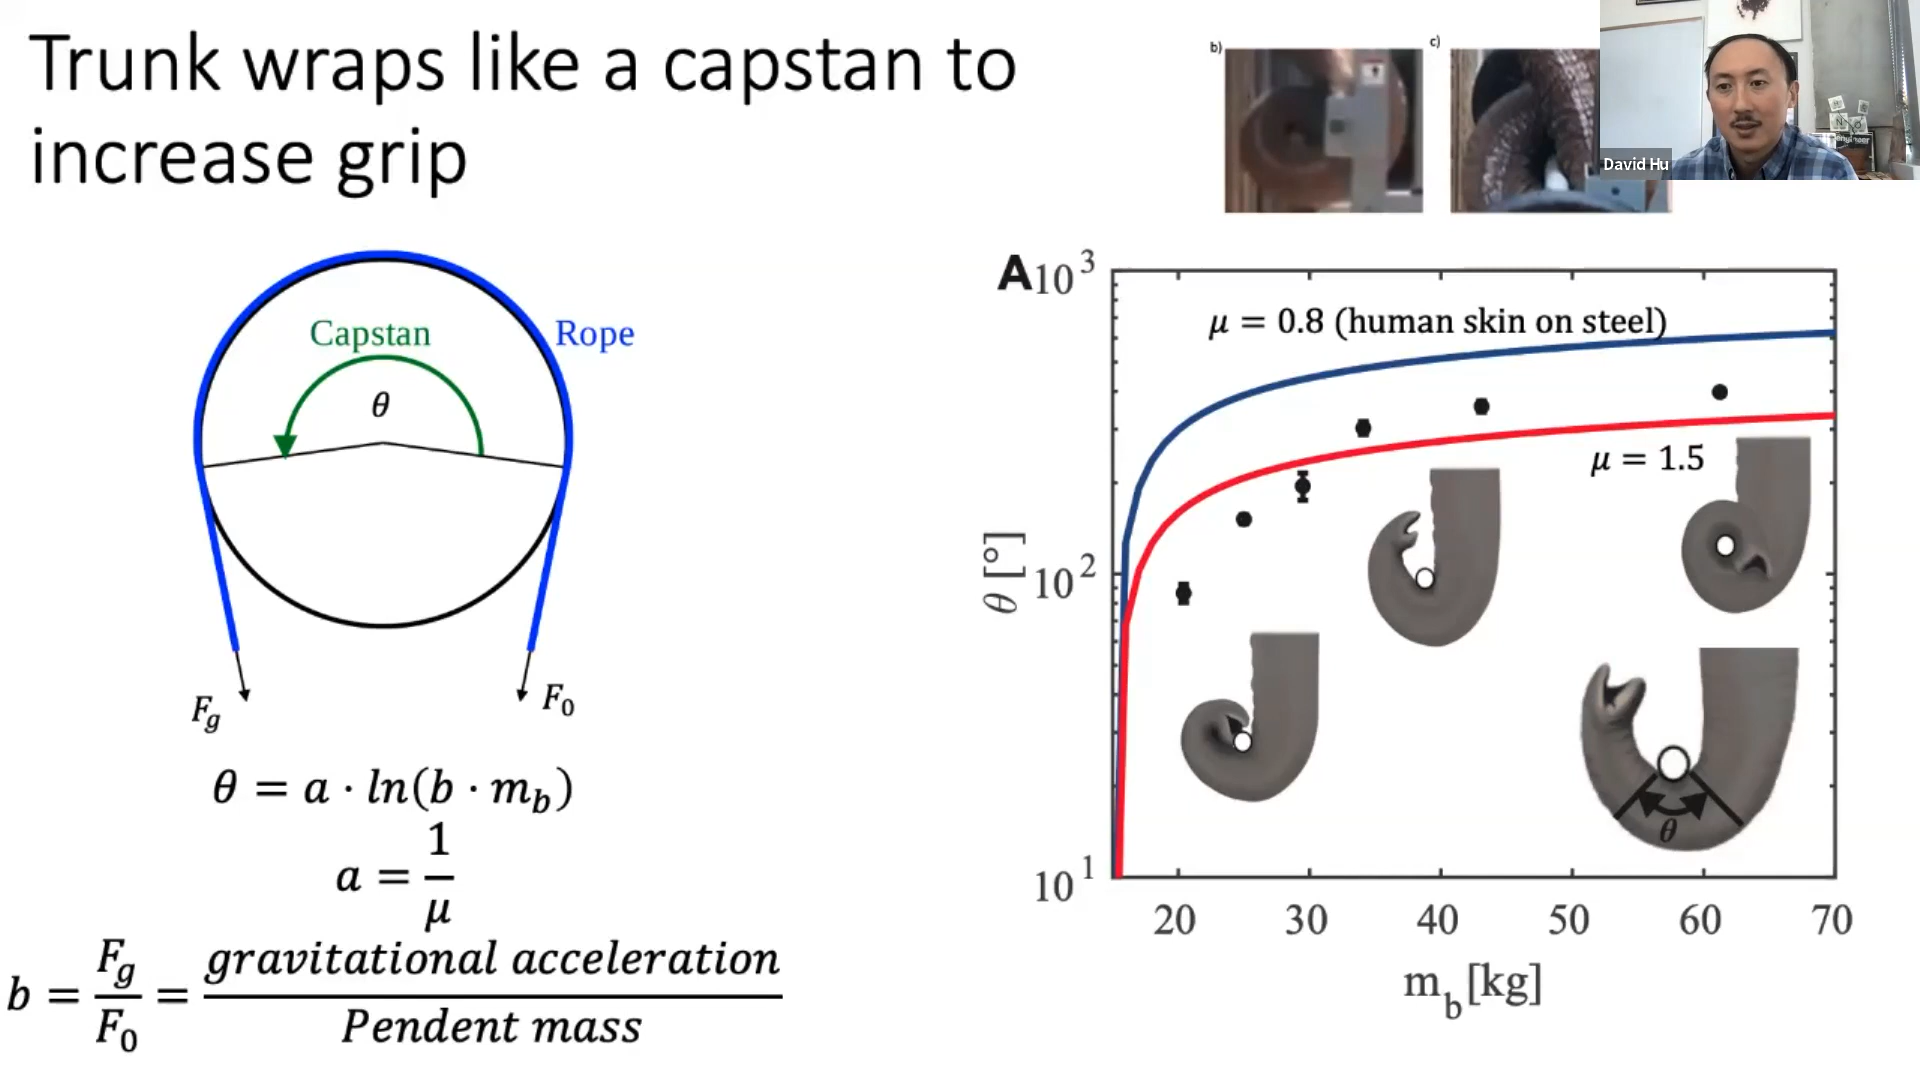 Trunk wraps like a capstan to
increase grip
b)
c)
David Hu
Capstan
Rope
θ
F_g
F_0
θ = a · ln(b · m_b)
a = 1/μ
b = F_g/F_0 = gravitational acceleration / Pendent mass
A
10^3
10^2
10^1
θ [°]
μ = 0.8 (human skin on steel)
μ = 1.5
θ
20 30 40 50 60 70
m_b [kg]